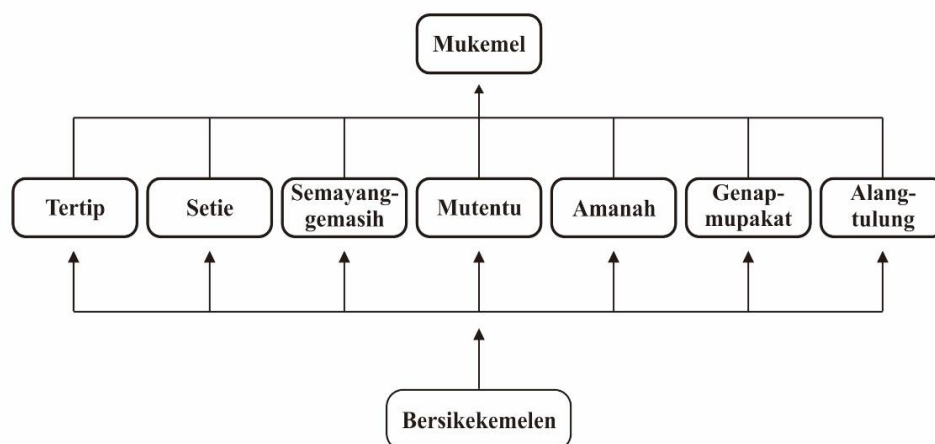 Mukemel
Tertip
Setie
Semayang-
gemasih
Mutentu
Amanah
Genap-
mupakat
Alang-
tulung
Bersikekemelen